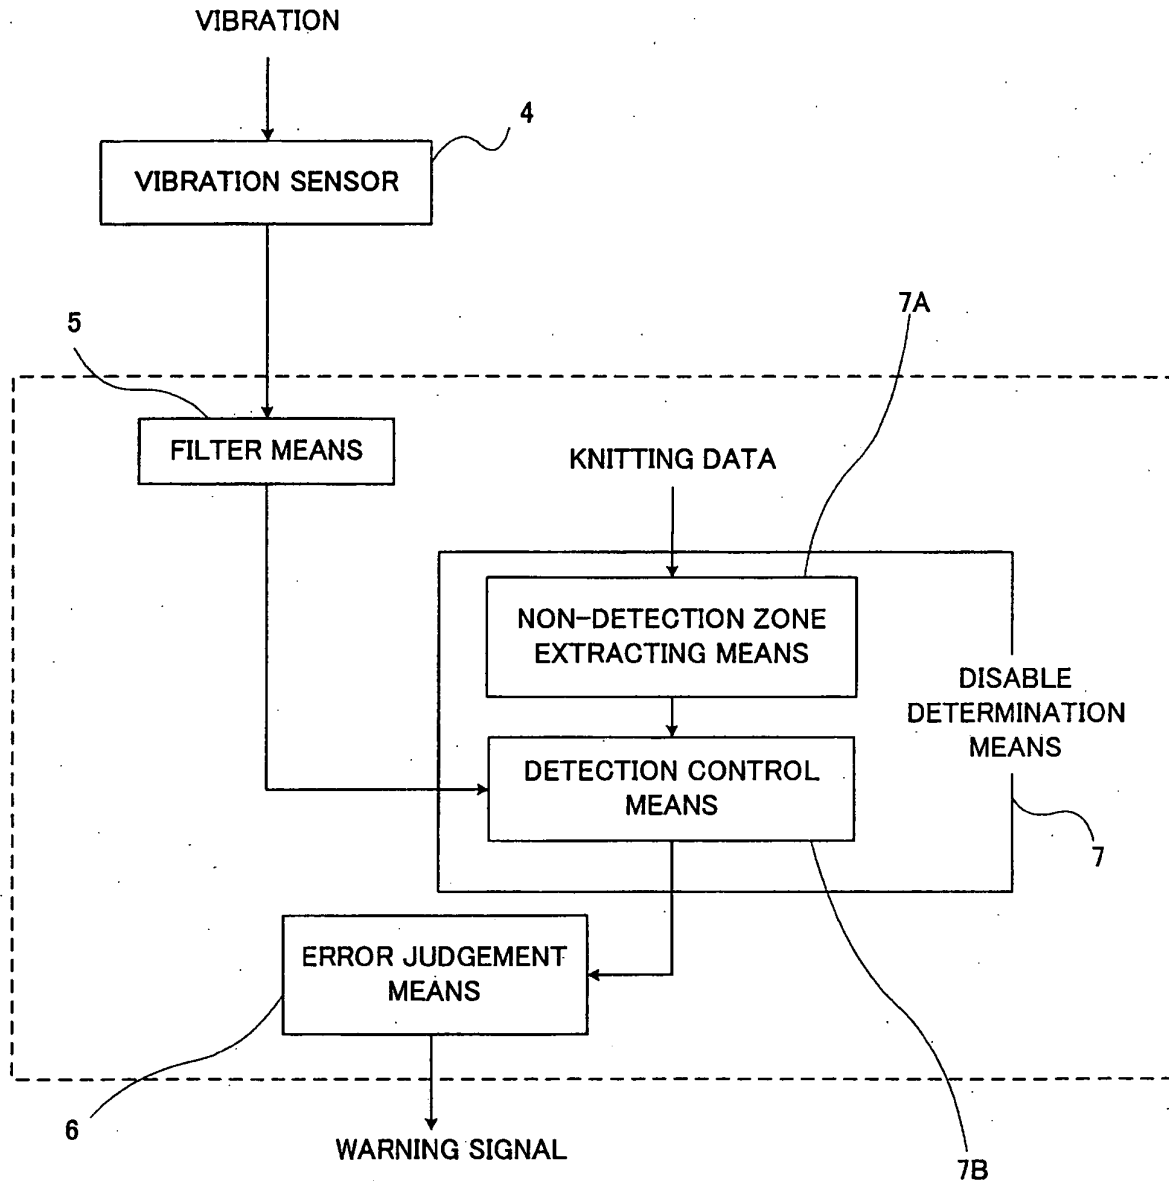 VIBRATION
4
VIBRATION SENSOR
7A
5
FILTER MEANS
KNITTING DATA
NON-DETECTION ZONE
EXTRACTING MEANS
DISABLE
DETERMINATION
MEANS
DETECTION CONTROL
MEANS
7
ERROR JUDGEMENT
MEANS
6
WARNING SIGNAL
7B